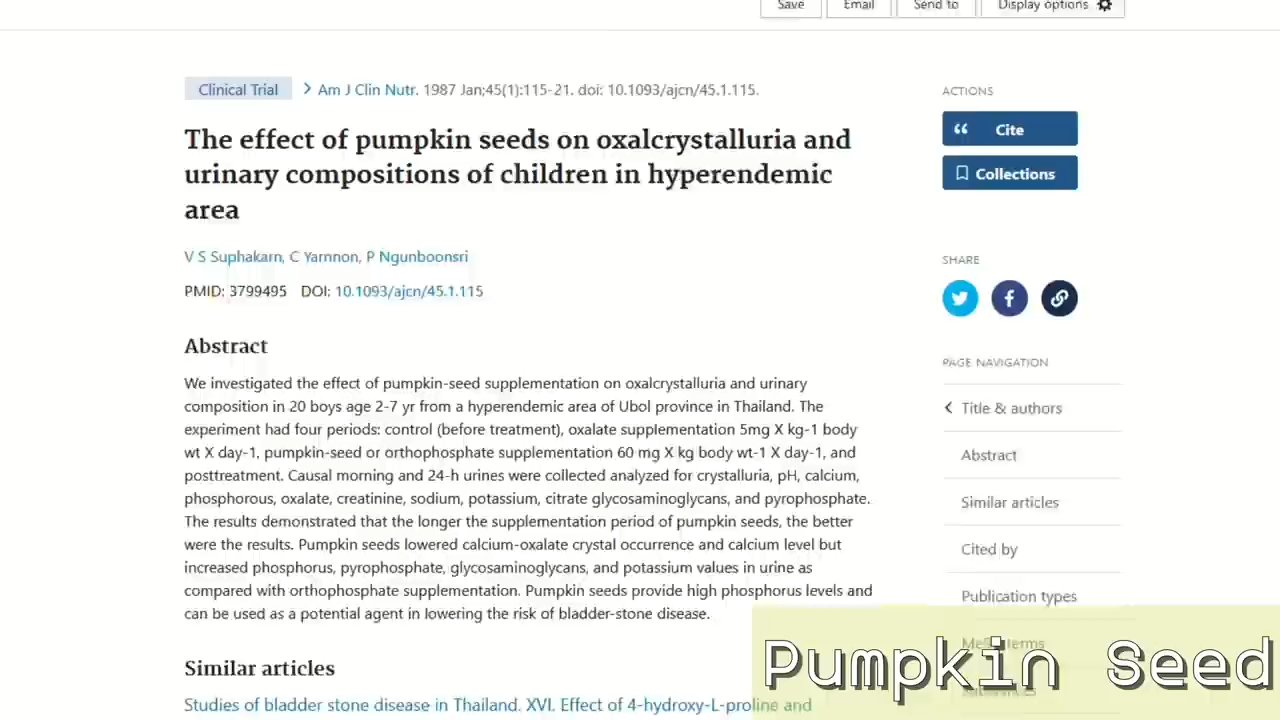 Save Email Send to Display options
Clinical Trial Am J Clin Nutr. 1987 Jan;45(1):115-21. doi: 10.1093/ajcn/45.1.115.
The effect of pumpkin seeds on oxalcrystalluria and
urinary compositions of children in hyperendemic
area
V S Suphakarn, C Yarnnon, P Ngunboonsri
PMID: 3799495 DOI: 10.1093/ajcn/45.1.115
Abstract
We investigated the effect of pumpkin-seed supplementation on oxalcrystalluria and urinary
composition in 20 boys age 2-7 yr from a hyperendemic area of Ubol province in Thailand. The
experiment had four periods: control (before treatment), oxalate supplementation 5mg X kg-1 body
wt X day-1, pumpkin-seed or orthophosphate supplementation 60 mg X kg body wt-1 X day-1, and
posttreatment. Causal morning and 24-h urines were collected analyzed for crystalluria, pH, calcium,
phosphorous, oxalate, creatinine, sodium, potassium, citrate glycosaminoglycans, and pyrophosphate.
The results demonstrated that the longer the supplementation period of pumpkin seeds, the better
were the results. Pumpkin seeds lowered calcium-oxalate crystal occurrence and calcium level but
increased phosphorus, pyrophosphate, glycosaminoglycans, and potassium values in urine as
compared with orthophosphate supplementation. Pumpkin seeds provide high phosphorus levels and
can be used as a potential agent in lowering the risk of bladder-stone disease.
Similar articles
Studies of bladder stone disease in Thailand. XVI. Effect of 4-hydroxy-L-proline and
ACTIONS
Cite
Collections
SHARE
PAGE NAVIGATION
Title & authors
Abstract
Similar articles
Cited by
Publication types
MeSH terms
Pumpkin Seed